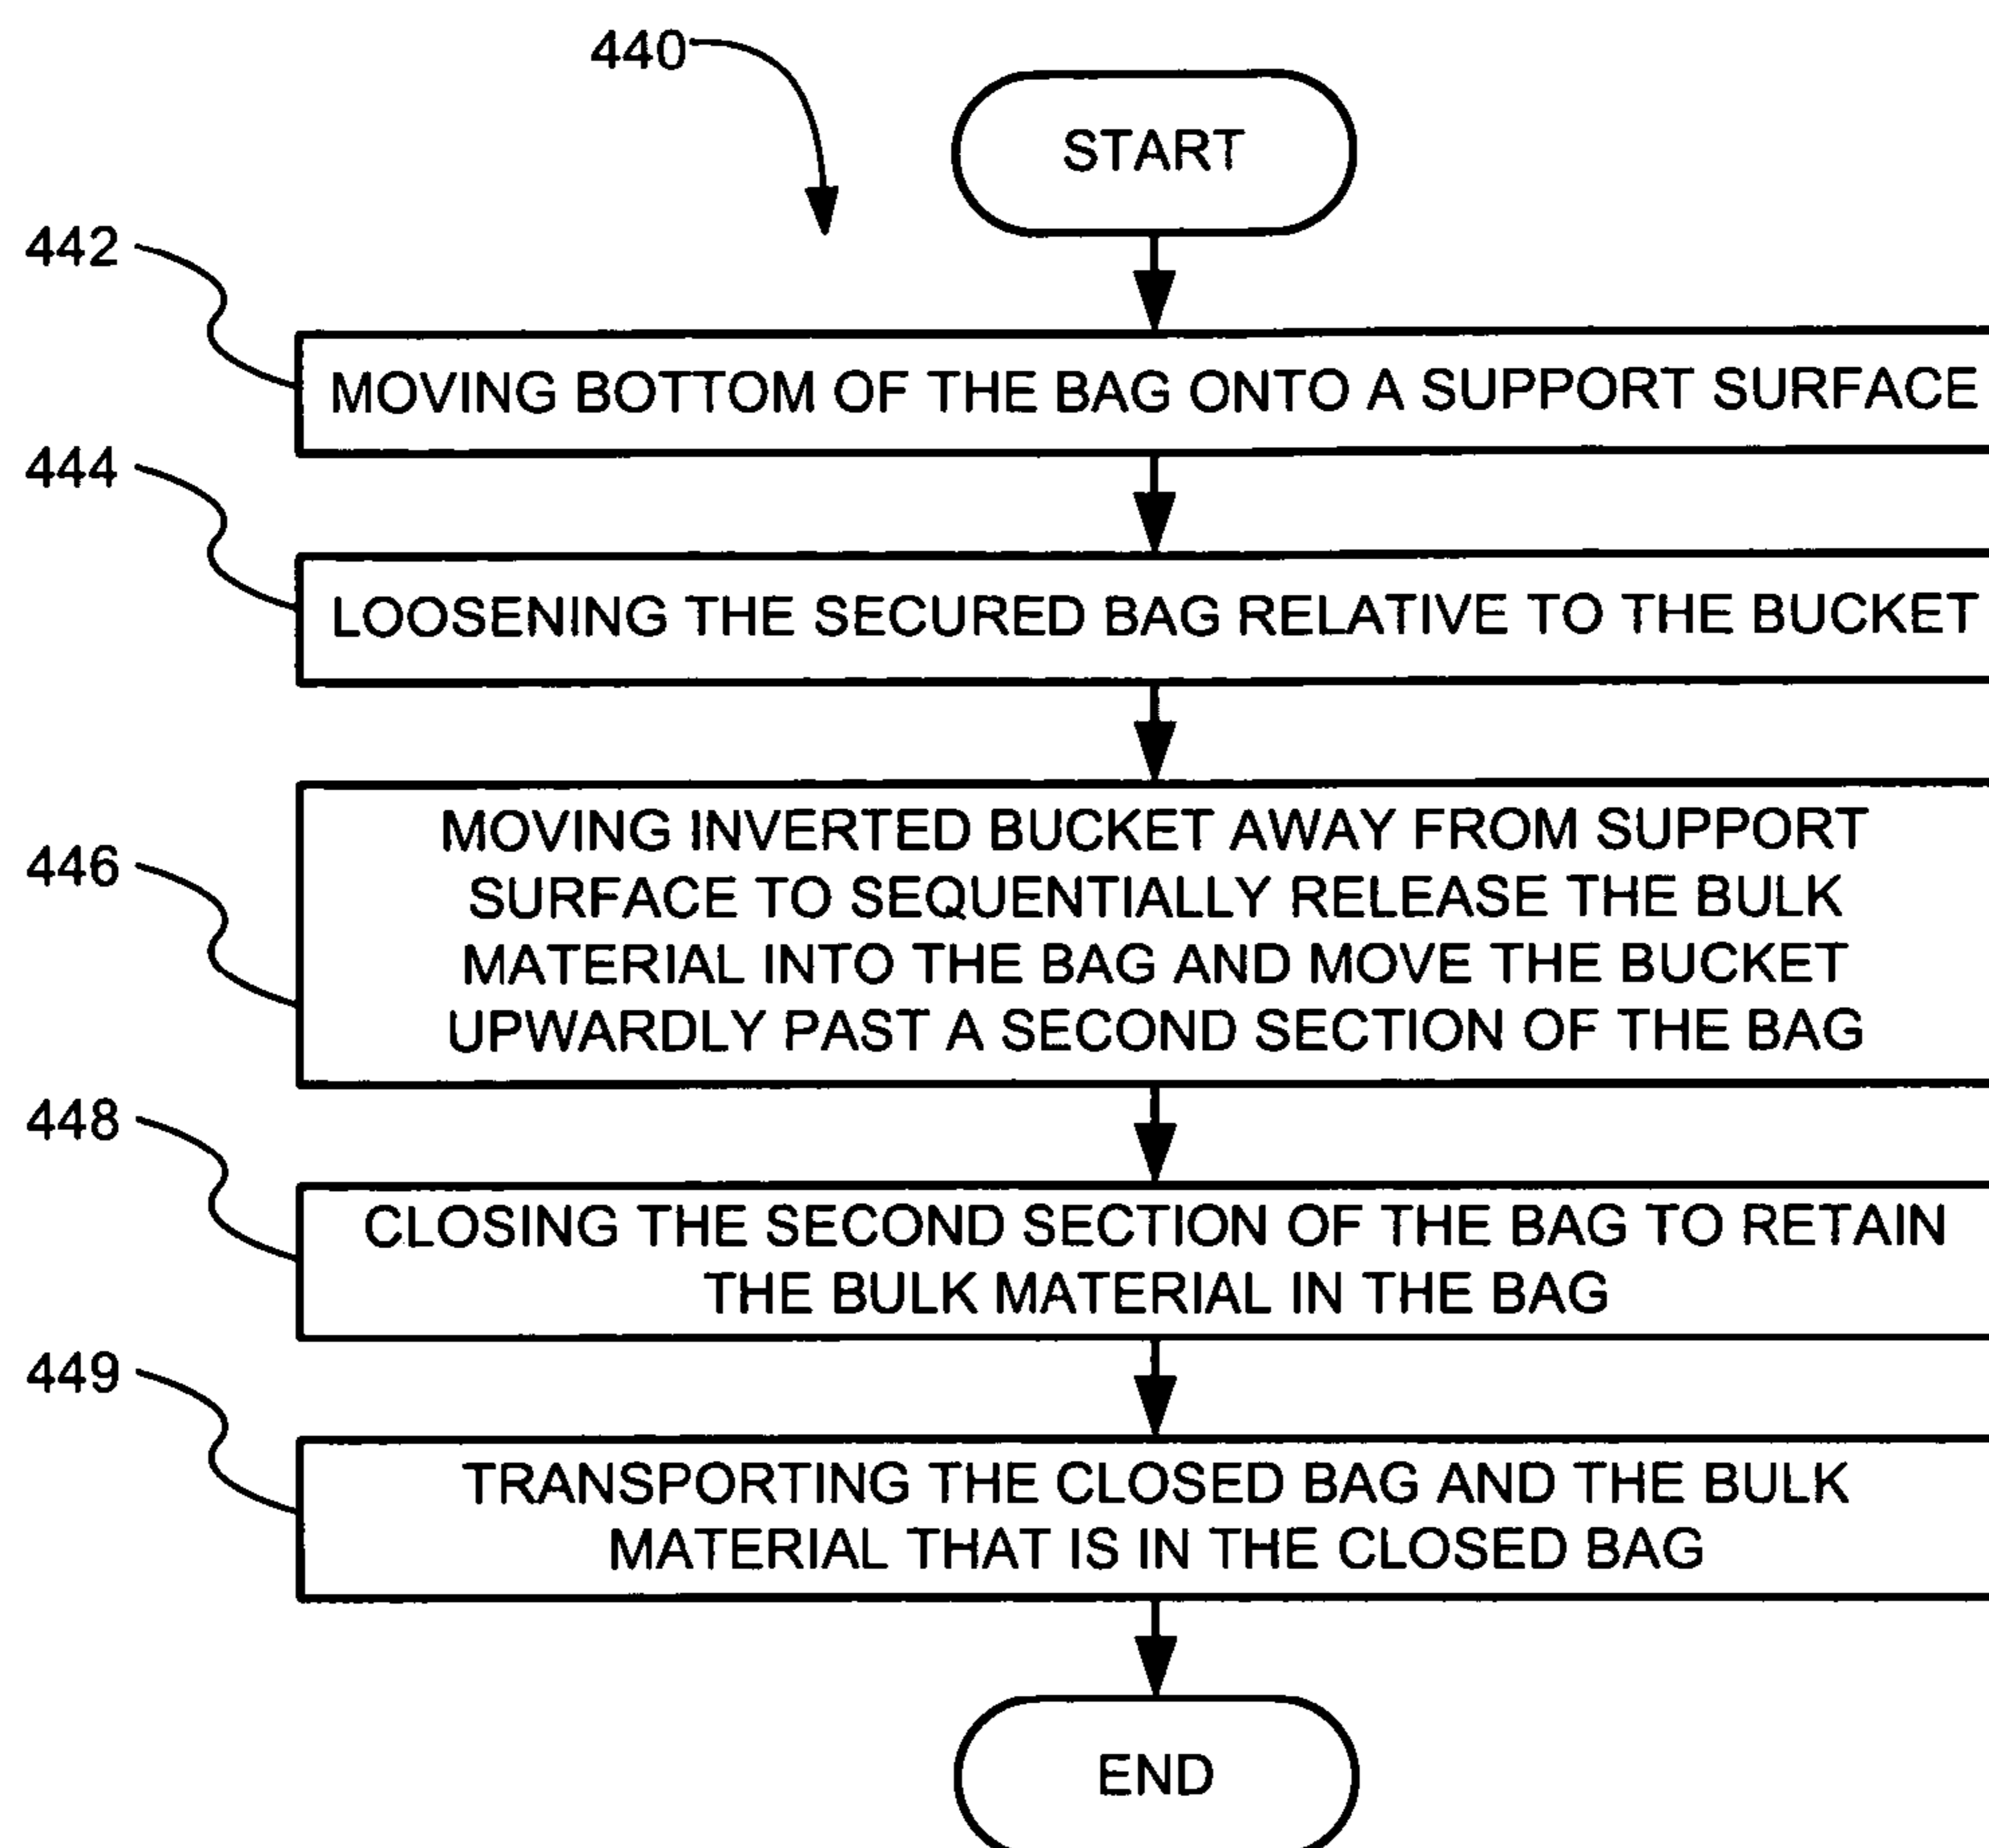 440
START
442
MOVING BOTTOM OF THE BAG ONTO A SUPPORT SURFACE
444
LOOSENING THE SECURED BAG RELATIVE TO THE BUCKET
446
MOVING INVERTED BUCKET AWAY FROM SUPPORT
SURFACE TO SEQUENTIALLY RELEASE THE BULK
MATERIAL INTO THE BAG AND MOVE THE BUCKET
UPWARDLY PAST A SECOND SECTION OF THE BAG
448
CLOSING THE SECOND SECTION OF THE BAG TO RETAIN
THE BULK MATERIAL IN THE BAG
449
TRANSPORTING THE CLOSED BAG AND THE BULK
MATERIAL THAT IS IN THE CLOSED BAG
END